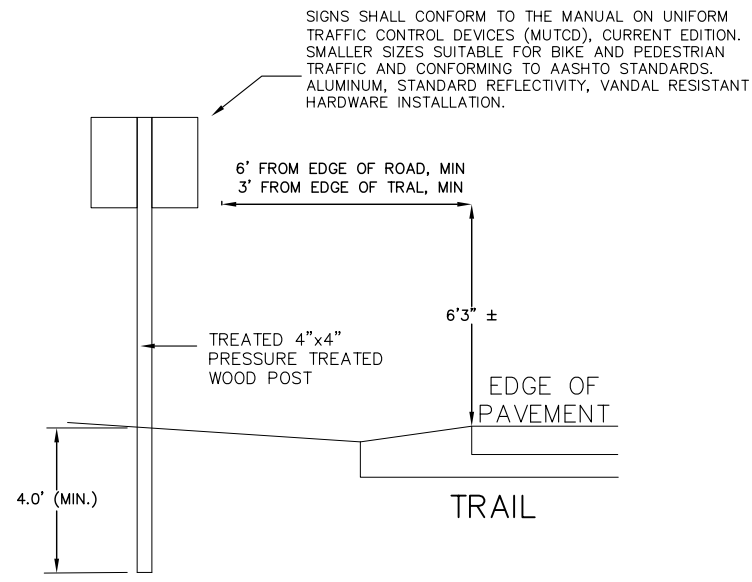 SIGNS SHALL CONFORM TO THE MANUAL ON UNIFORM
TRAFFIC CONTROL DEVICES (MUTCD), CURRENT EDITION.
SMALLER SIZES SUITABLE FOR BIKE AND PEDESTRIAN
TRAFFIC AND CONFORMING TO AASHTO STANDARDS.
ALUMINUM, STANDARD REFLECTIVITY, VANDAL RESISTANT
HARDWARE INSTALLATION.
6' FROM EDGE OF ROAD, MIN
3' FROM EDGE OF TRAL, MIN
6'3" ±
TREATED 4"x4"
PRESSURE TREATED
WOOD POST
EDGE OF
PAVEMENT
4.0' (MIN.)
TRAIL